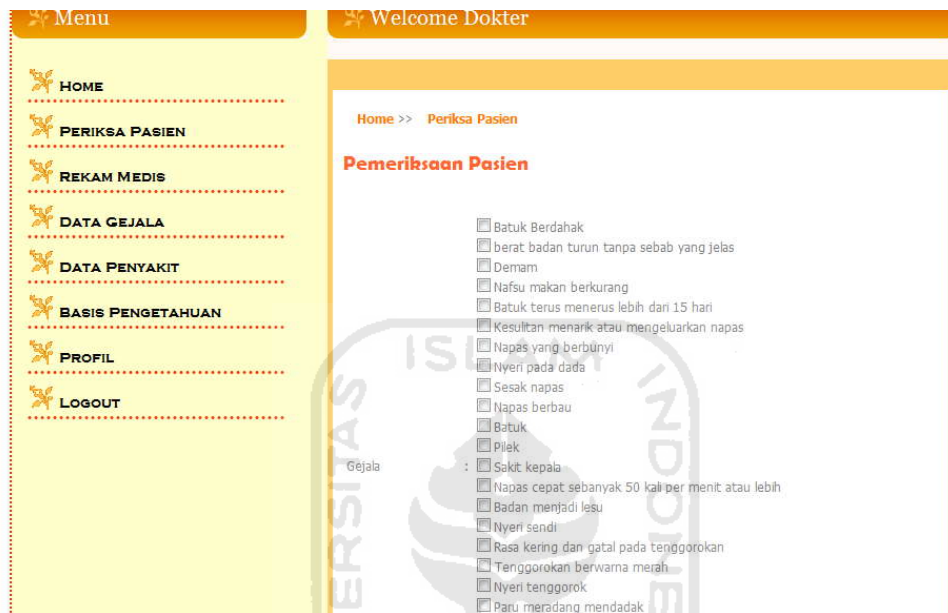 Menu
Welcome Dokter
HOME
PERIKSA PASIEN
REKAM MEDIS
DATA GEJALA
DATA PENYAKIT
BASIS PENGETAHUAN
PROFIL
LOGOUT
Home >> Periksa Pasien
Pemeriksaan Pasien
Batuk Berdahak
berat badan turun tanpa sebab yang jelas
Demam
Nafsu makan berkurang
Batuk terus menerus lebih dari 15 hari
Kesulitan menarik atau mengeluarkan napas
Napas yang berbunyi
Nyeri pada dada
Sesak napas
Napas berbau
Batuk
Pilek
Gejala : Sakit kepala
Napas cepat sebanyak 50 kali per menit atau lebih
Badan menjadi lesu
Nyeri sendi
Rasa kering dan gatal pada tenggorokan
Tenggorokan berwarna merah
Nyeri tenggorok
Paru meradang mendadak
ISLAM